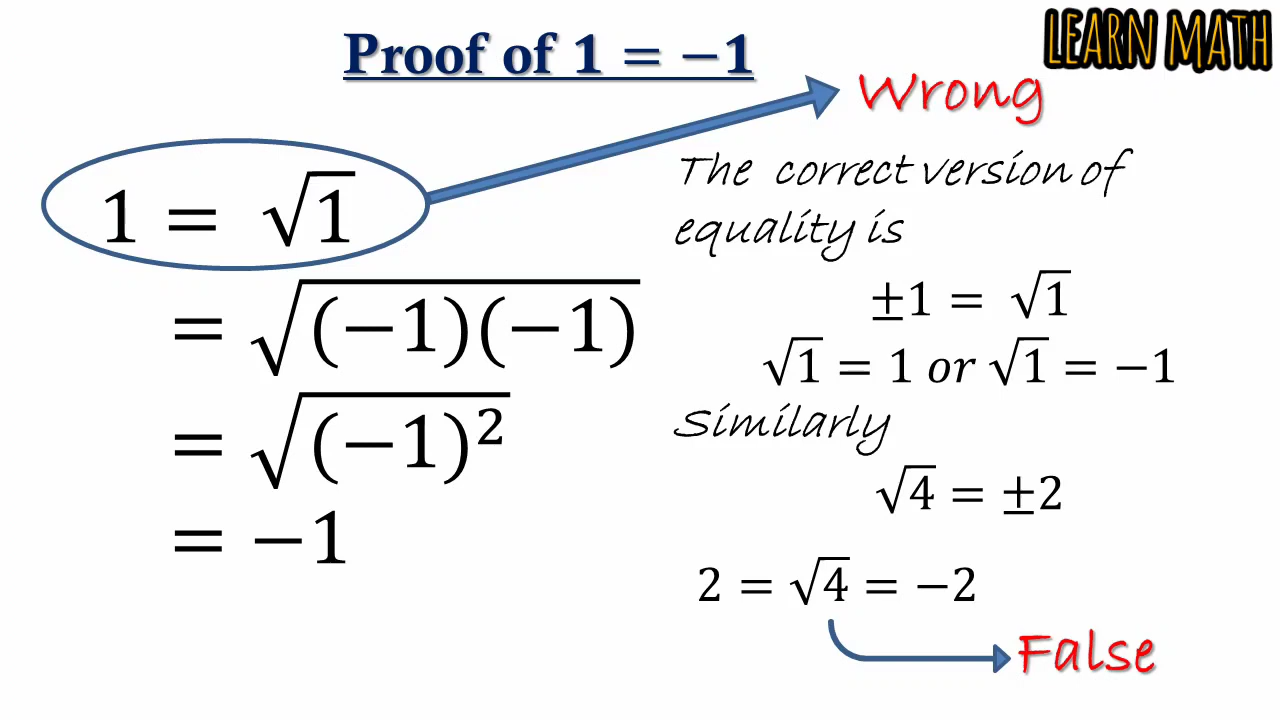 Proof of 1 = −1
LEARN MATH
Wrong
1 = √1
= √(−1)(−1)
= √(−1)²
= −1
The correct version of
equality is
±1 = √1
√1 = 1 or √1 = −1
Similarly
√4 = ±2
2 = √4 = −2
False